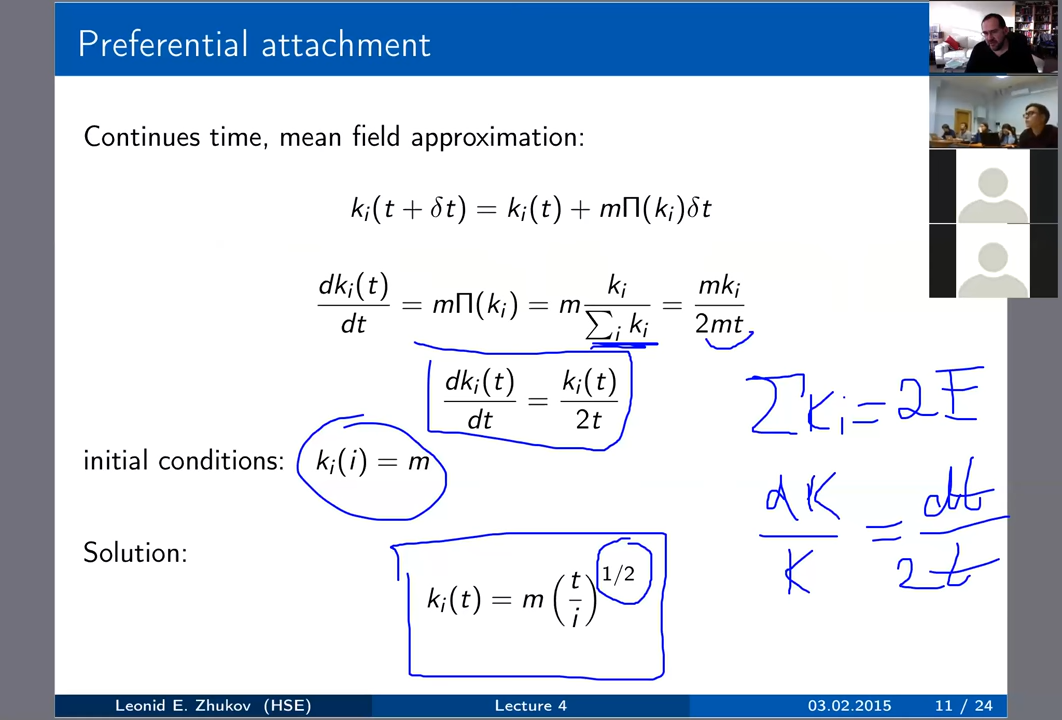 Preferential attachment
Continues time, mean field approximation:
k_i(t + δt) = k_i(t) + mΠ(k_i)δt
dk_i(t)/dt = mΠ(k_i) = m k_i/∑_i k_i = mk_i/2mt
dk_i(t)/dt = k_i(t)/2t
∑k_i = 2E
initial conditions: k_i(i) = m
dK/K = dt/2t
Solution:
k_i(t) = m (t/i)^1/2
Leonid E. Zhukov (HSE) Lecture 4 03.02.2015 11 / 24